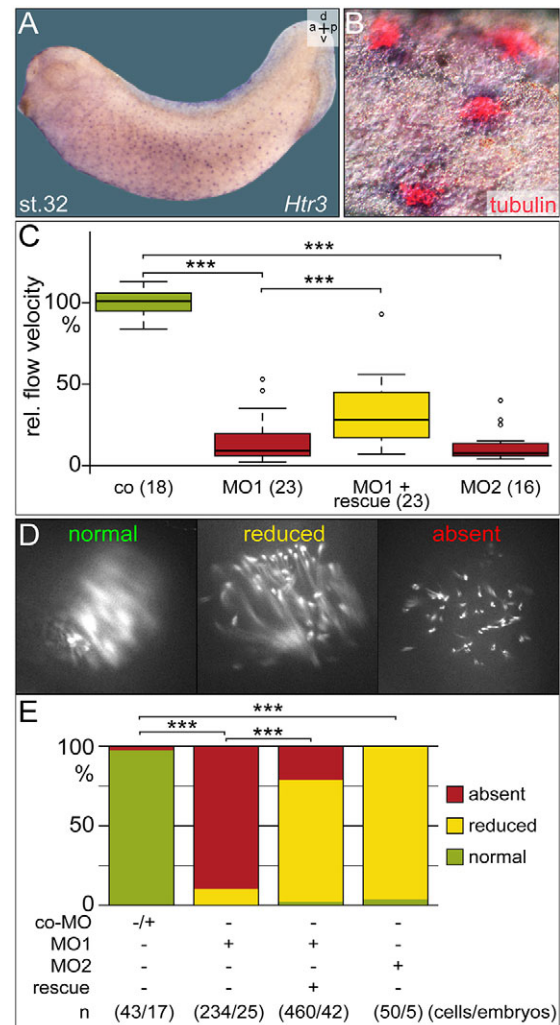 A
d
a p
v
st.32
Htr3
B
tubulin
C
rel. flow velocity
100
%
50
0
***
***
***
co (18) MO1 (23) MO1 + rescue (23) MO2 (16)
D
normal reduced absent
E
***
***
***
100
%
50
0
absent
reduced
normal
co-MO -/+ - - -
MO1 - + + -
MO2 - - - +
rescue - - + -
n (43/17) (234/25) (460/42) (50/5) (cells/embryos)